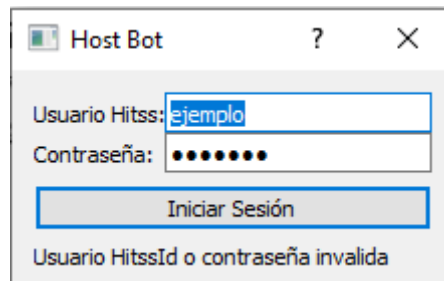 Host Bot ? ×
Usuario Hitss: ejemplo
Contraseña: ●●●●●●●
Iniciar Sesión
Usuario HitssId o contraseña invalida